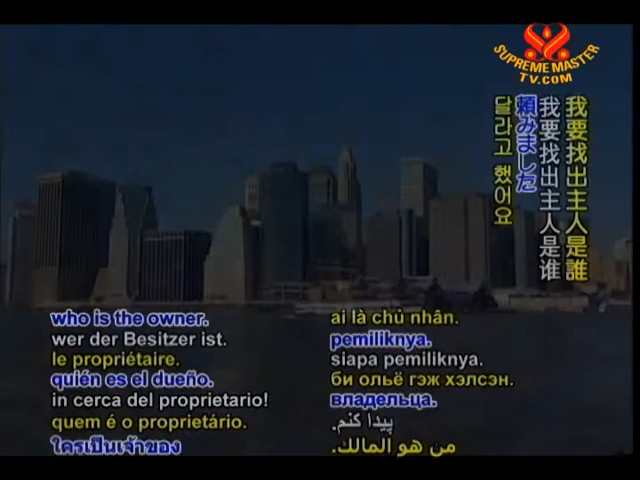 SUPREME MASTER
TV.COM
我要找出主人是誰
我要找出主人是谁
頼みました
달라고 했어요
who is the owner.
wer der Besitzer ist.
le propriétaire.
quién es el dueño.
in cerca del proprietario!
quem é o proprietário.
ใครเป็นเจ้าของ
ai là chủ nhân.
pemiliknya.
siapa pemiliknya.
би ольё гэж хэлсэн.
владельца.
پیدا کنم.
من هو المالك.